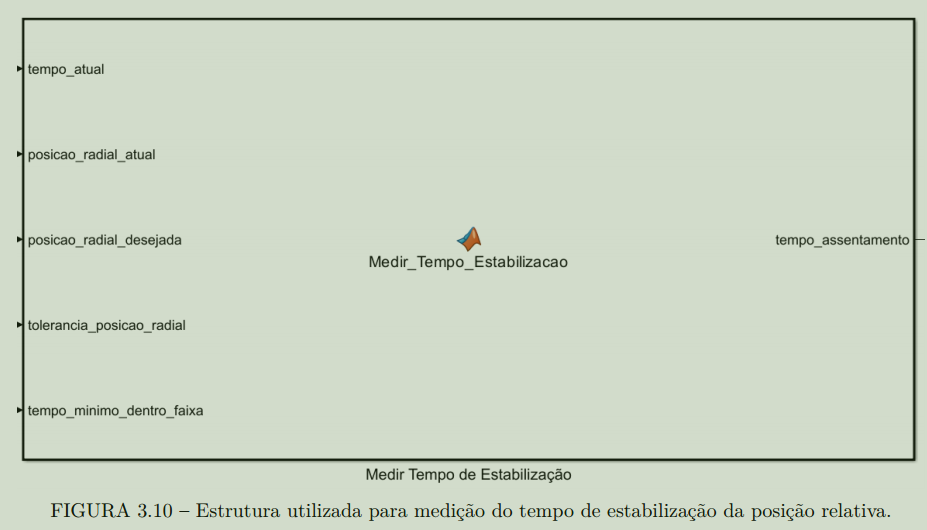 tempo_atual
posicao_radial_atual
posicao_radial_desejada
tempo_assentamento
Medir_Tempo_Estabilizacao
tolerancia_posicao_radial
tempo_minimo_dentro_faixa
Medir Tempo de Estabilização
FIGURA 3.10 – Estrutura utilizada para medição do tempo de estabilização da posição relativa.